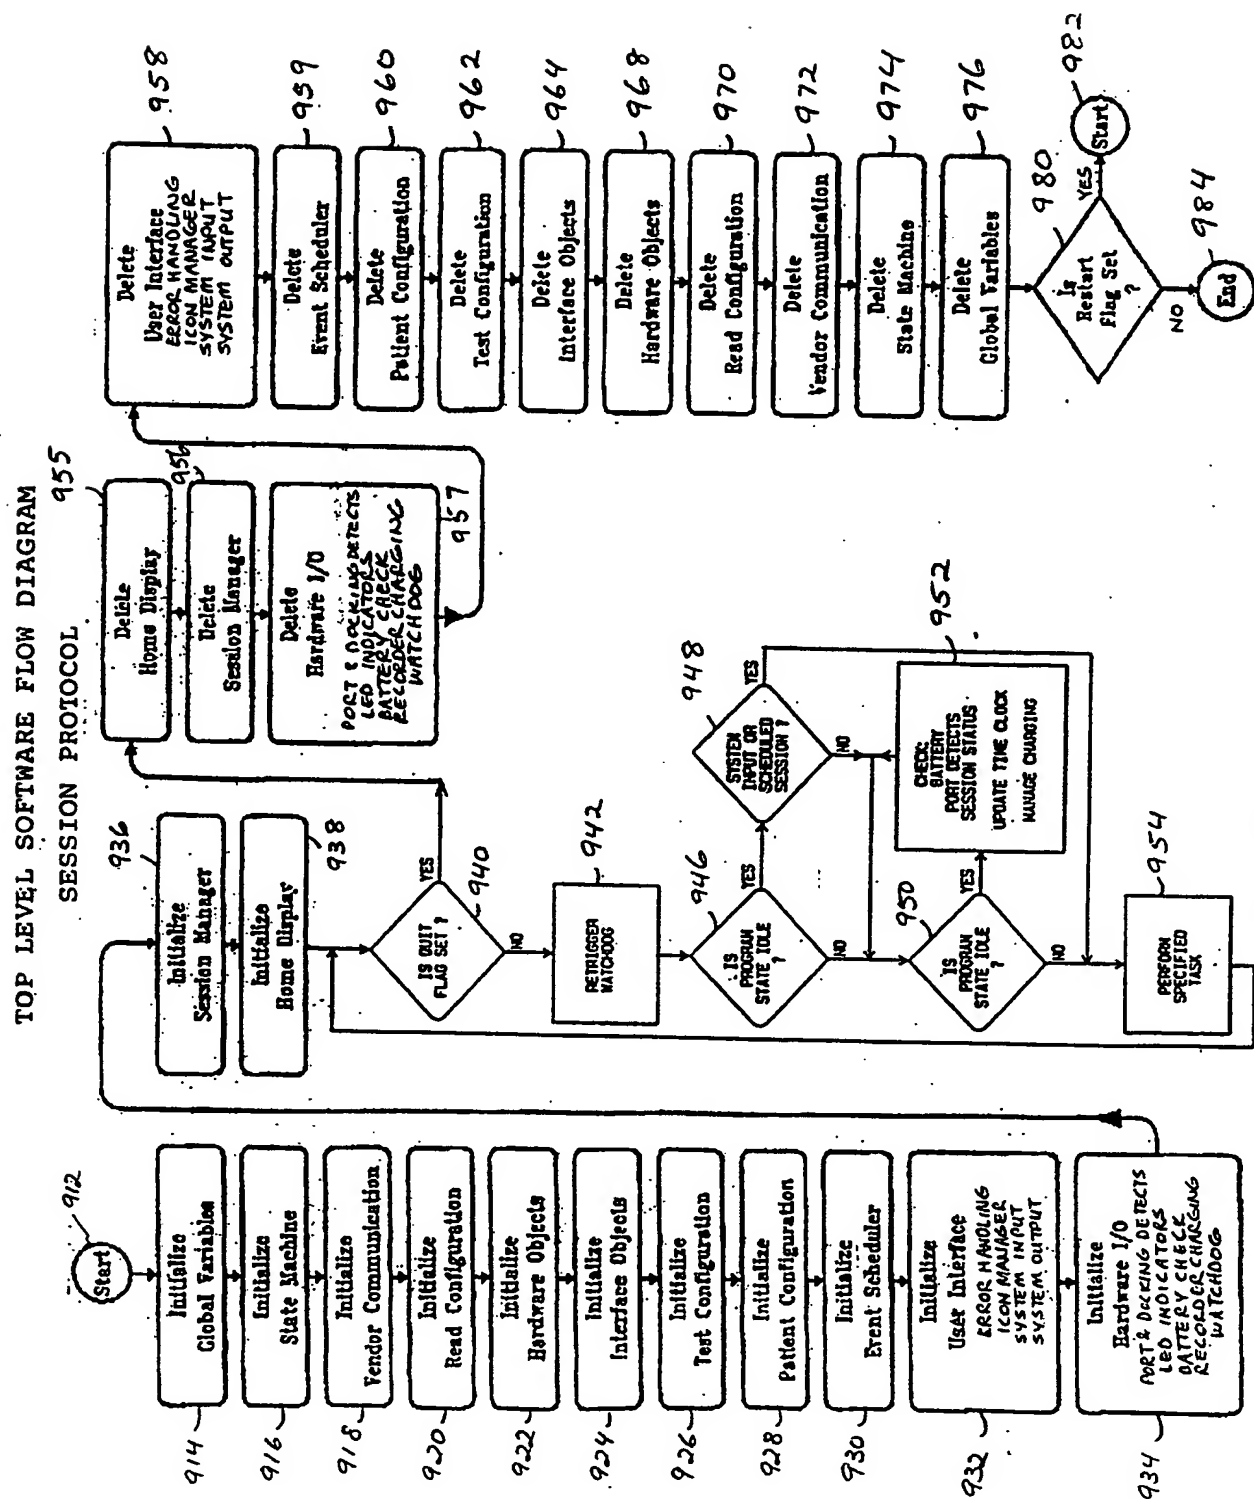 TOP LEVEL SOFTWARE FLOW DIAGRAM
SESSION PROTOCOL
912
Start
914
Initialize
Global Variables
916
Initialize
State Machine
918
Initialize
Vendor Communication
920
Initialize
Read Configuration
922
Initialize
Hardware Objects
924
Initialize
Interface Objects
926
Initialize
Test Configuration
928
Initialize
Patient Configuration
930
Initialize
Event Scheduler
932
Initialize
User Interface
ERROR HANDLING
ICON MANAGER
SYSTEM INPUT
SYSTEM OUTPUT
934
Initialize
Hardware I/O
PORT & DOCKING DETECTS
LED INDICATORS
BATTERY CHECK
RECORDER CHARGING
WATCHDOG
936
Initialize
Session Manager
938
Initialize
Home Display
940
IS QUIT
FLAG SET ?
YES
NO
942
RETRIGGER
WATCHDOG
946
IS
PROGRAM
STATE IDLE
?
YES
NO
948
SYSTEM
INPUT OR
SCHEDULED
SESSION ?
YES
NO
950
IS
PROGRAM
STATE IDLE
?
YES
NO
952
CHECK:
BATTERY
PORT DETECTS
SESSION STATUS
UPDATE TIME CLOCK
MANAGE CHARGING
954
PERFORM
SPECIFIED
TASK
955
Delete
Home Display
956
Delete
Session Manager
957
Delete
Hardware I/O
PORT & DOCKING DETECTS
LED INDICATORS
BATTERY CHECK
RECORDER CHARGING
WATCHDOG
958
Delete
User Interface
ERROR HANDLING
ICON MANAGER
SYSTEM INPUT
SYSTEM OUTPUT
959
Delete
Event Scheduler
960
Delete
Patient Configuration
962
Delete
Test Configuration
964
Delete
Interface Objects
968
Delete
Hardware Objects
970
Delete
Read Configuration
972
Delete
Vendor Communication
974
Delete
State Machine
976
Delete
Global Variables
980
Is
Restart
Flag Set
?
YES
NO
982
Start
984
End